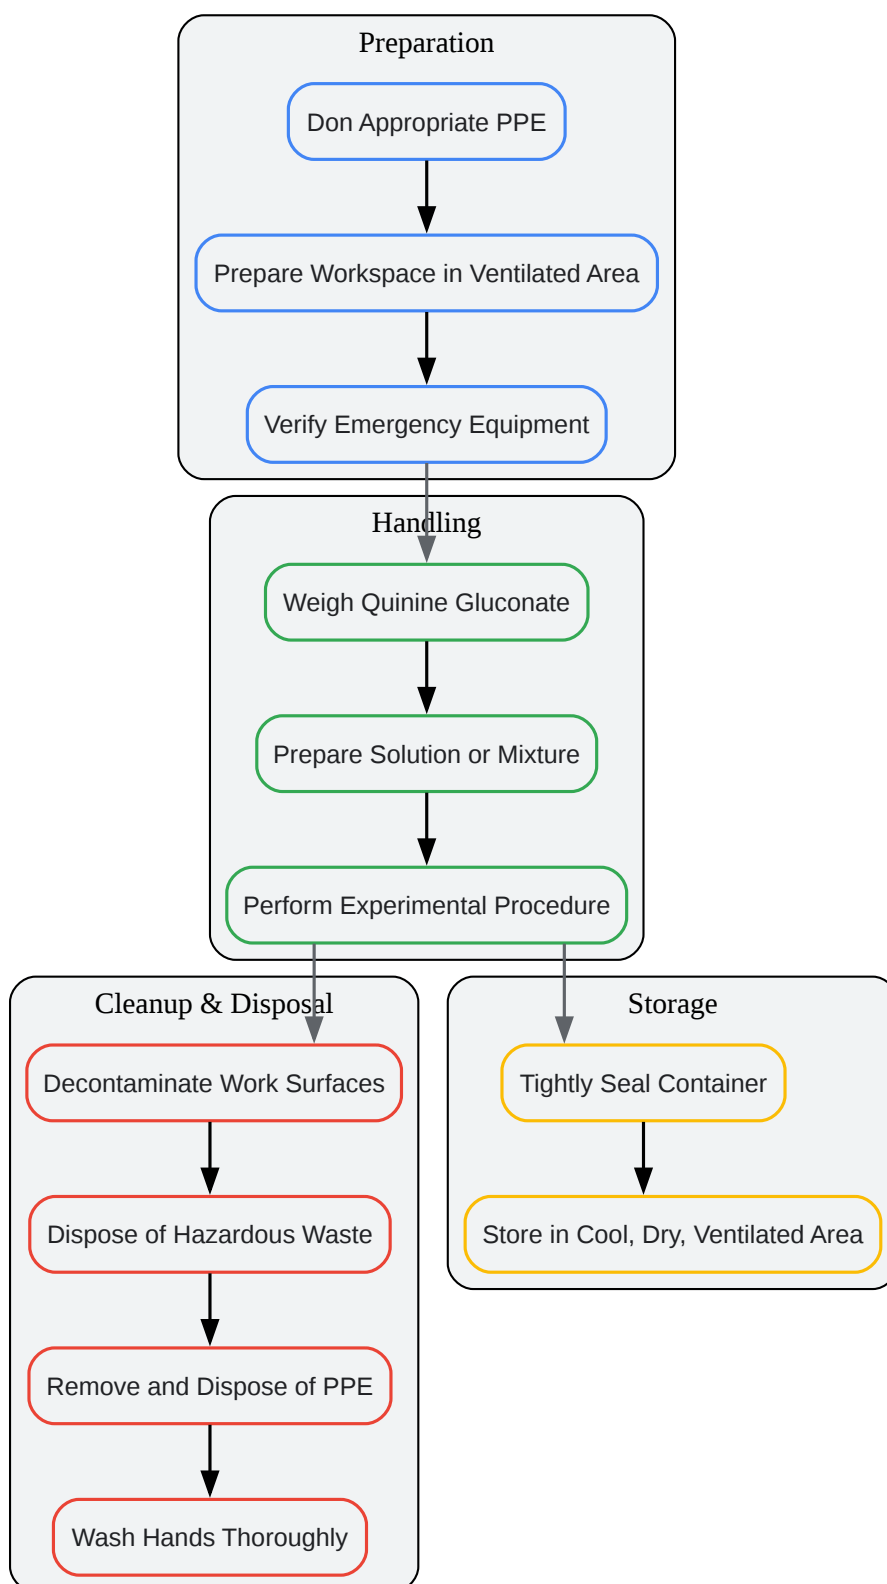 Preparation
Don Appropriate PPE
Prepare Workspace in Ventilated Area
Verify Emergency Equipment
Handling
Weigh Quinine Gluconate
Prepare Solution or Mixture
Perform Experimental Procedure
Cleanup & Disposal
Decontaminate Work Surfaces
Dispose of Hazardous Waste
Remove and Dispose of PPE
Wash Hands Thoroughly
Storage
Tightly Seal Container
Store in Cool, Dry, Ventilated Area